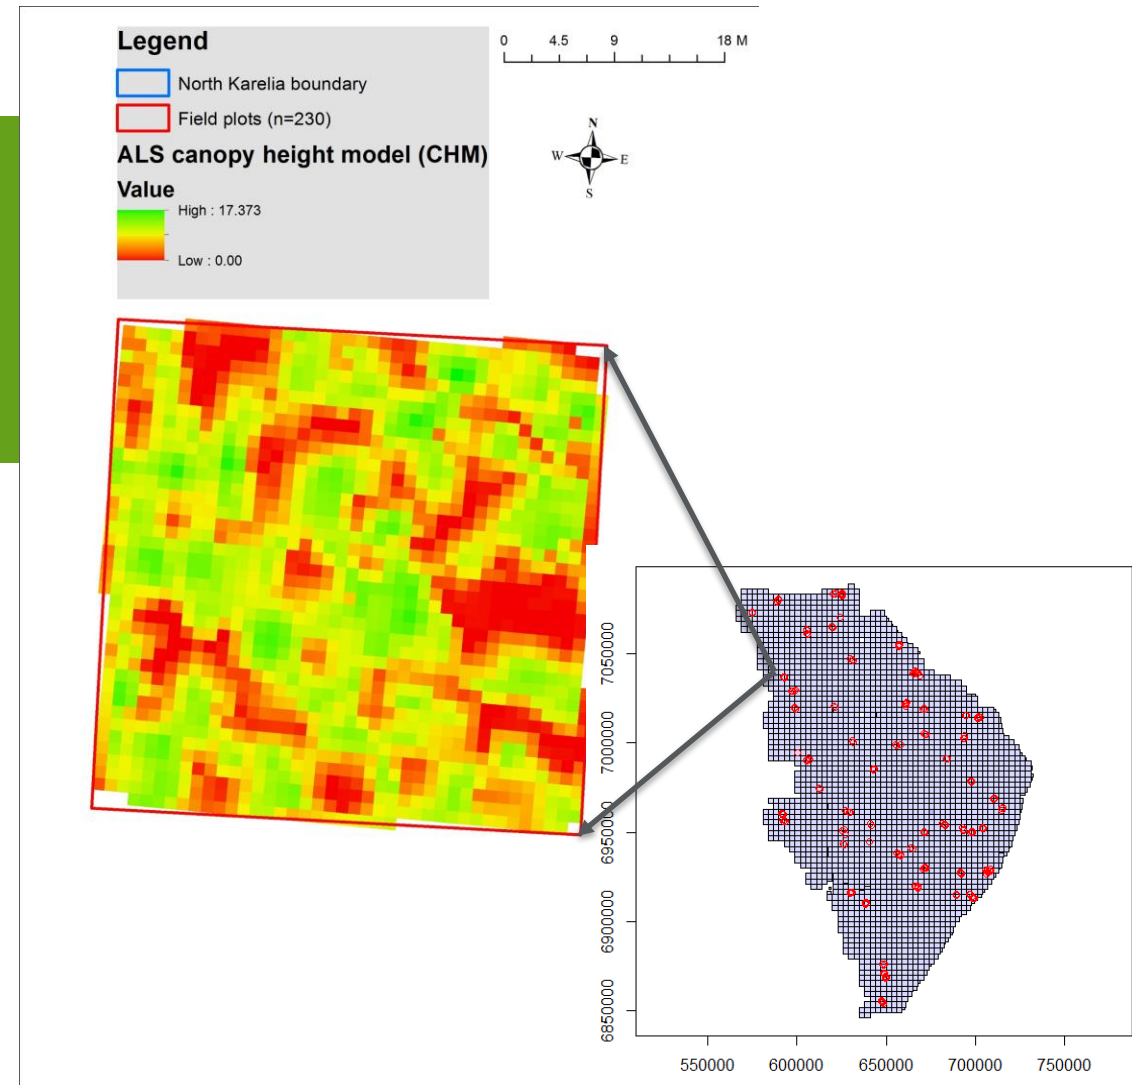 Legend
North Karelia boundary
Field plots (n=230)
ALS canopy height model (CHM)
Value
High : 17.373
Low : 0.00
0 4.5 9 18 M
N
W E
S
7050000
7000000
6950000
6900000
6850000
550000 600000 650000 700000 750000